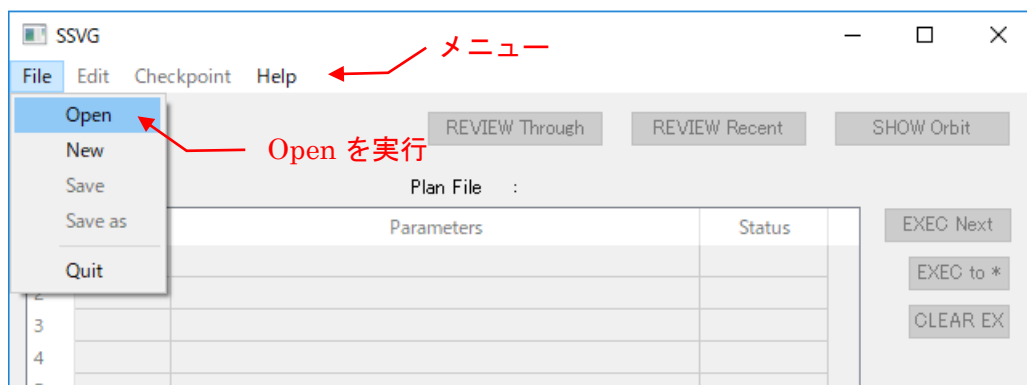 SSVG
メニュー
File Edit Checkpoint Help
Open
New
Save
Save as
Quit
Open を実行
REVIEW Through REVIEW Recent SHOW Orbit
Plan File :
Parameters Status
EXEC Next
EXEC to *
CLEAR EX
3
4